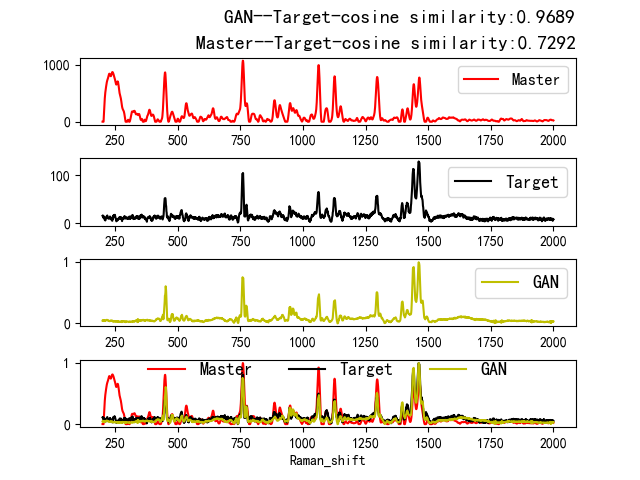 GAN--Target-cosine similarity:0.9689
Master--Target-cosine similarity:0.7292
1000
0
Master
250 500 750 1000 1250 1500 1750 2000
100
0
Target
250 500 750 1000 1250 1500 1750 2000
1
0
GAN
250 500 750 1000 1250 1500 1750 2000
1
0
Master Target GAN
250 500 750 1000 1250 1500 1750 2000
Raman_shift